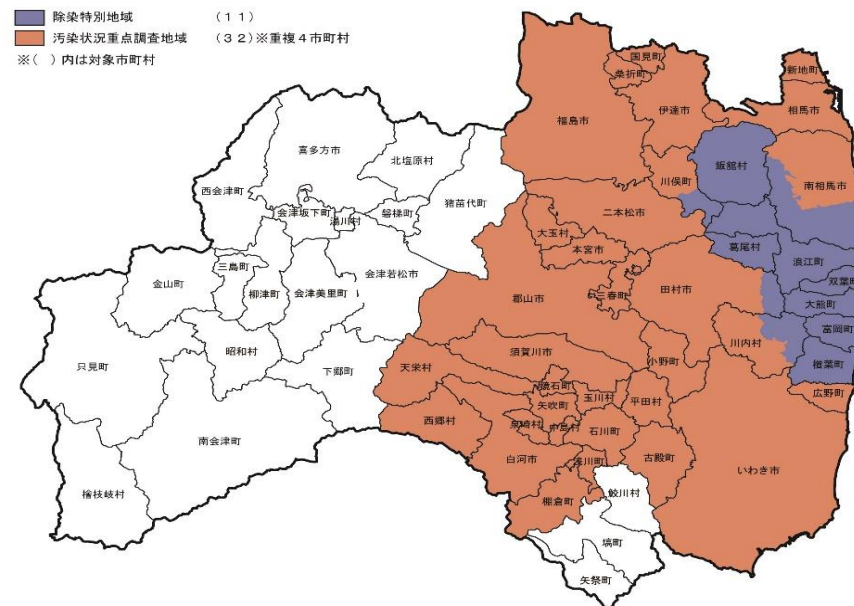 除染特別地域 （１１）
汚染状況重点調査地域 （３２）※重複４市町村
※（　）内は対象市町村
国見町
桑折町
新地町
相馬市
伊達市
福島市
喜多方市
北塩原村
飯舘村
西会津町
川俣町
南相馬市
猪苗代町
会津坂下町
湯川村
磐梯町
二本松市
大玉村
本宮市
葛尾村
浪江町
三島町
会津若松市
双葉町
金山町
柳津町
会津美里町
三春町
田村市
大熊町
郡山市
富岡町
昭和村
川内村
須賀川市
小野町
只見町
下郷町
天栄村
楢葉町
鏡石町
玉川村
平田村
広野町
矢吹町
西郷村
泉崎村
中島村
石川町
南会津町
白河市
浅川町
古殿町
いわき市
檜枝岐村
棚倉町
鮫川村
塙町
矢祭町